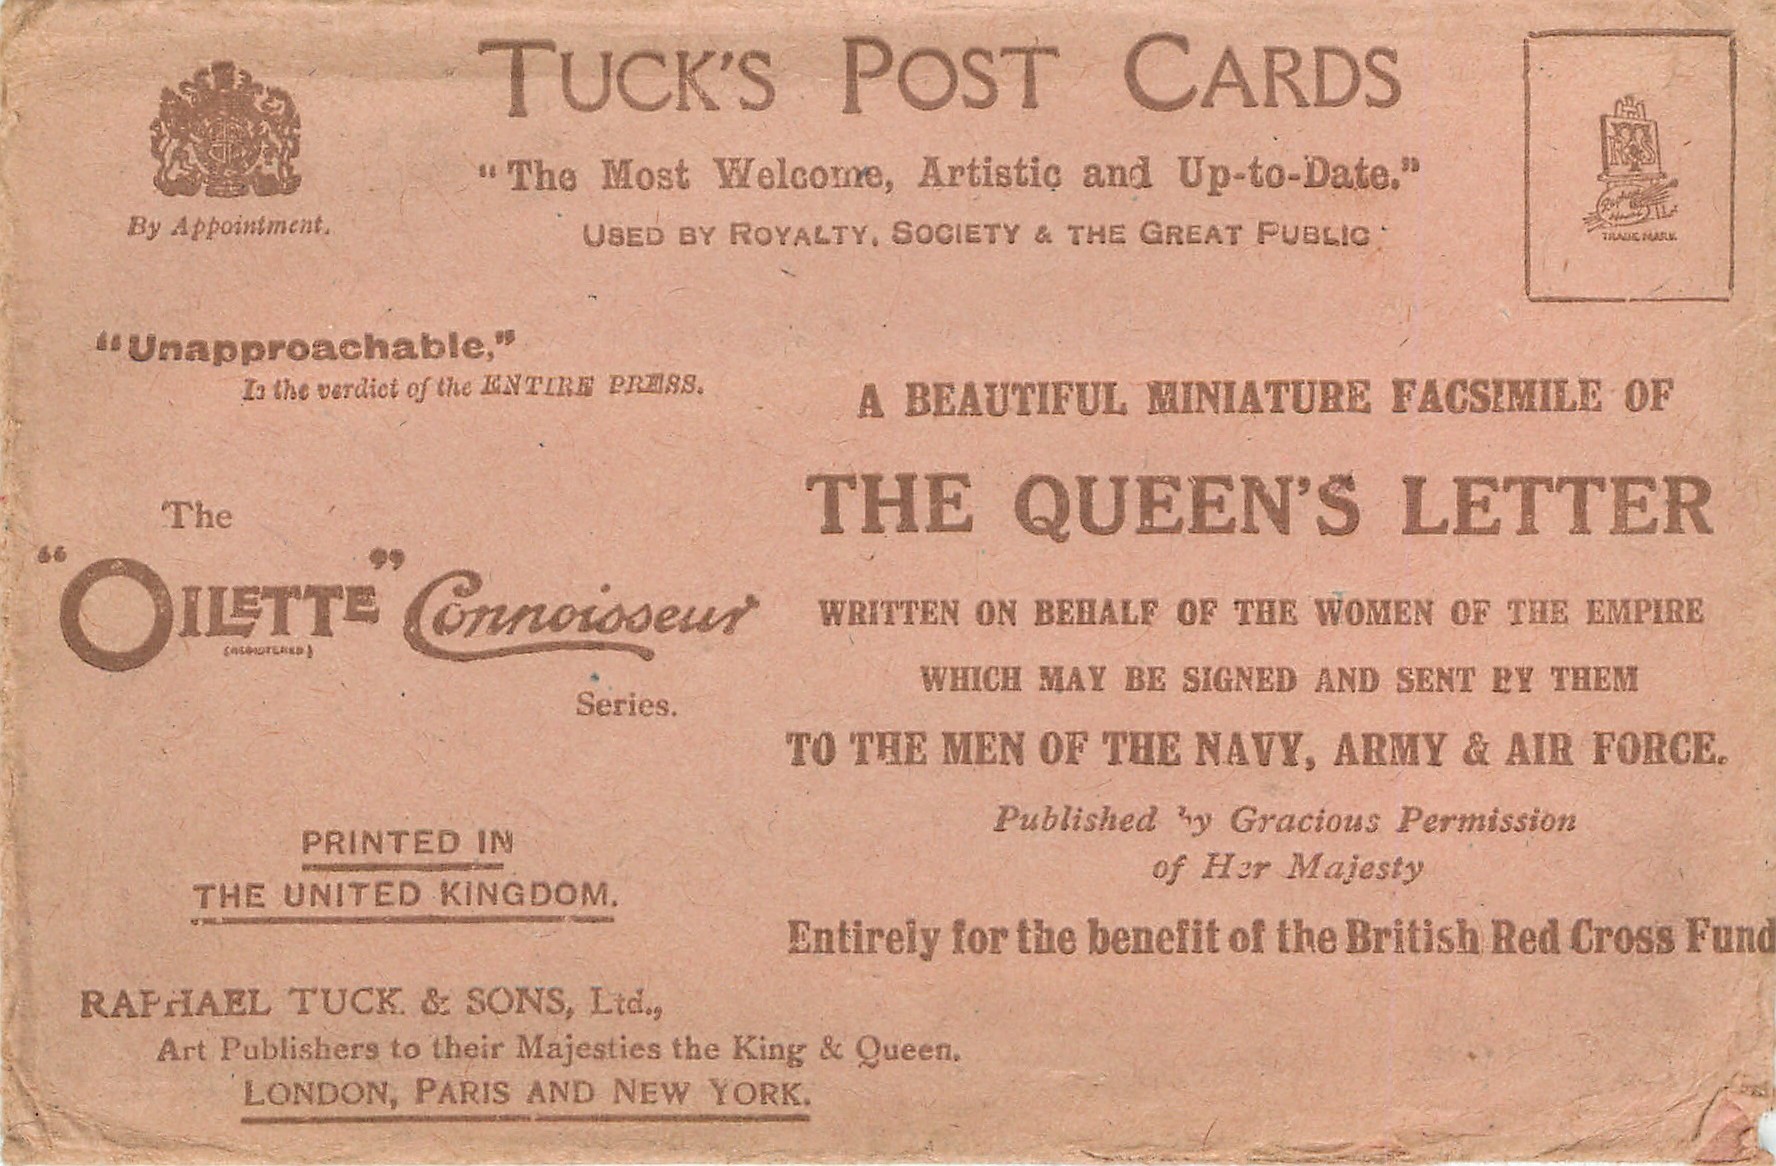 TUCK'S POST CARDS
"The Most Welcome, Artistic and Up-to-Date."
USED BY ROYALTY, SOCIETY & THE GREAT PUBLIC
By Appointment.
TRADE MARK
"Unapproachable,"
Is the verdict of the ENTIRE PRESS.
The
"OILETTE" Connoisseur
(REGISTERED)
Series.
PRINTED IN
THE UNITED KINGDOM.
A BEAUTIFUL MINIATURE FACSIMILE OF
THE QUEEN'S LETTER
WRITTEN ON BEHALF OF THE WOMEN OF THE EMPIRE
WHICH MAY BE SIGNED AND SENT BY THEM
TO THE MEN OF THE NAVY, ARMY & AIR FORCE.
Published by Gracious Permission
of Her Majesty
Entirely for the benefit of the British Red Cross Fund
RAPHAEL TUCK & SONS, Ltd.,
Art Publishers to their Majesties the King & Queen.
LONDON, PARIS AND NEW YORK.